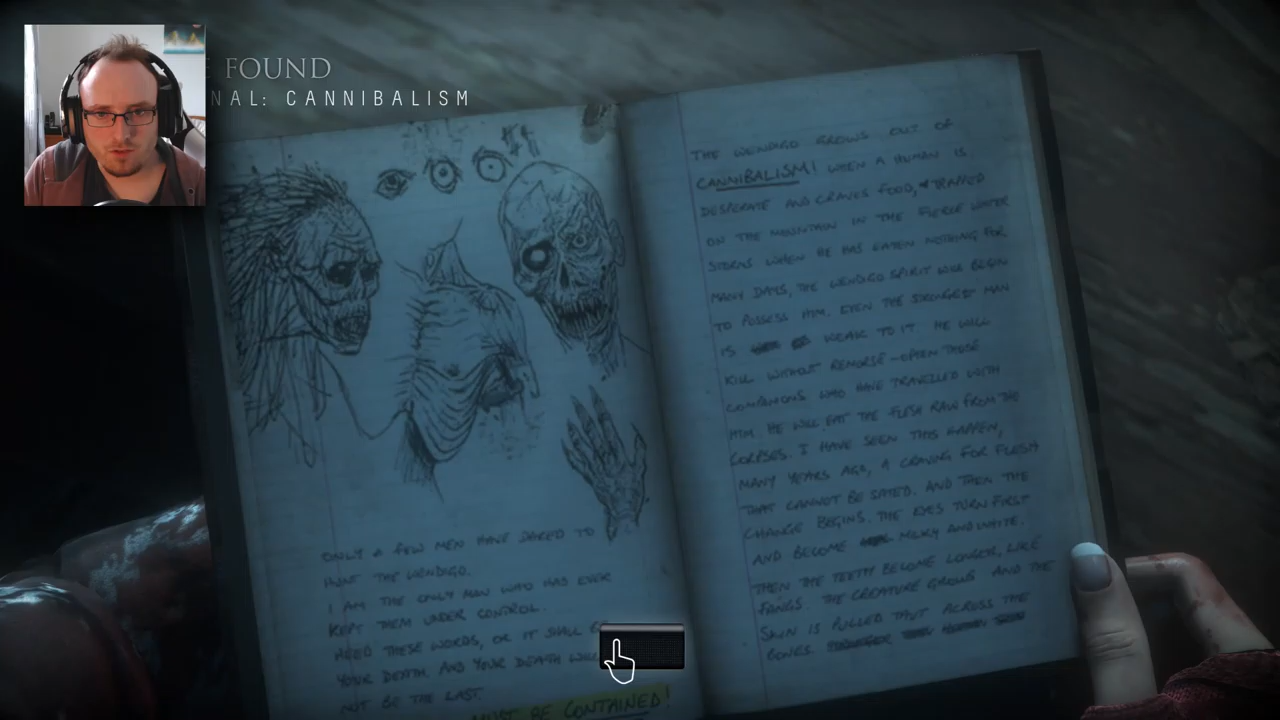 FOUND
NAL: CANNIBALISM
ONLY A FEW MEN HAVE DARED TO
HUNT THE WENDIGO.
I AM THE ONLY MAN WHO HAS EVER
KEPT THEM UNDER CONTROL.
HEED THESE WORDS, OR IT SHALL
YOUR DEATH. AND YOUR DEATH WILL
NOT BE THE LAST.
MUST BE CONTAINED!
THE WENDIGO GROWS OUT OF
CANNIBALISM! WHEN A HUMAN IS
DESPERATE AND CRAVES FOOD, & TRAPPED
ON THE MOUNTAIN IN THE FIERCE WINTER
STORMS WHEN HE HAS EATEN NOTHING FOR
MANY DAYS, THE WENDIGO SPIRIT WILL BEGIN
TO POSSESS HIM. EVEN THE STRONGEST MAN
IS WEAK TO IT. HE WILL
KILL WITHOUT REMORSE - OFTEN THOSE
COMPANIONS WHO HAVE TRAVELLED WITH
HIM. HE WILL EAT THE FLESH RAW FROM THE
CORPSES. I HAVE SEEN THIS HAPPEN,
MANY YEARS AGO, A CRAVING FOR FLESH
THAT CANNOT BE SATED. AND THEN THE
CHANGE BEGINS. THE EYES TURN FIRST
AND BECOME MILKY AND WHITE.
THEN THE TEETH BECOME LONGER, LIKE
FANGS. THE CREATURE GROWS AND THE
SKIN IS PULLED TAUT ACROSS THE
BONES.